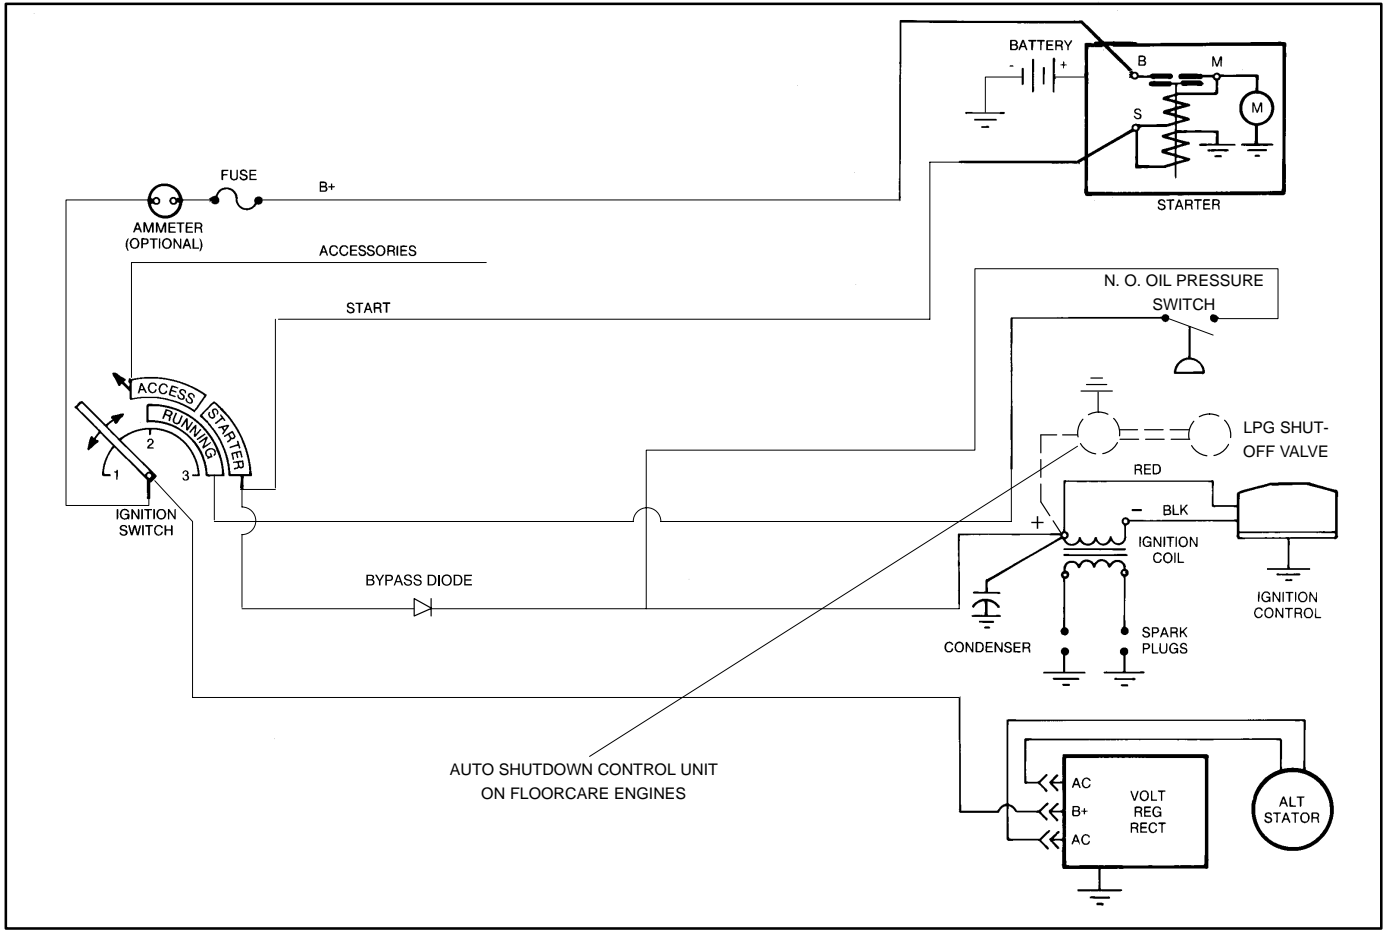 BATTERY
- +
B M
M
S
STARTER
FUSE
B+
AMMETER
(OPTIONAL)
ACCESSORIES
START
N. O. OIL PRESSURE
SWITCH
ACCESS
RUNNING
STARTER
1 2 3
IGNITION
SWITCH
LPG SHUT-
OFF VALVE
RED
+
- BLK
IGNITION
COIL
IGNITION
CONTROL
BYPASS DIODE
CONDENSER
SPARK
PLUGS
AUTO SHUTDOWN CONTROL UNIT
ON FLOORCARE ENGINES
AC
B+
AC
VOLT
REG
RECT
ALT
STATOR